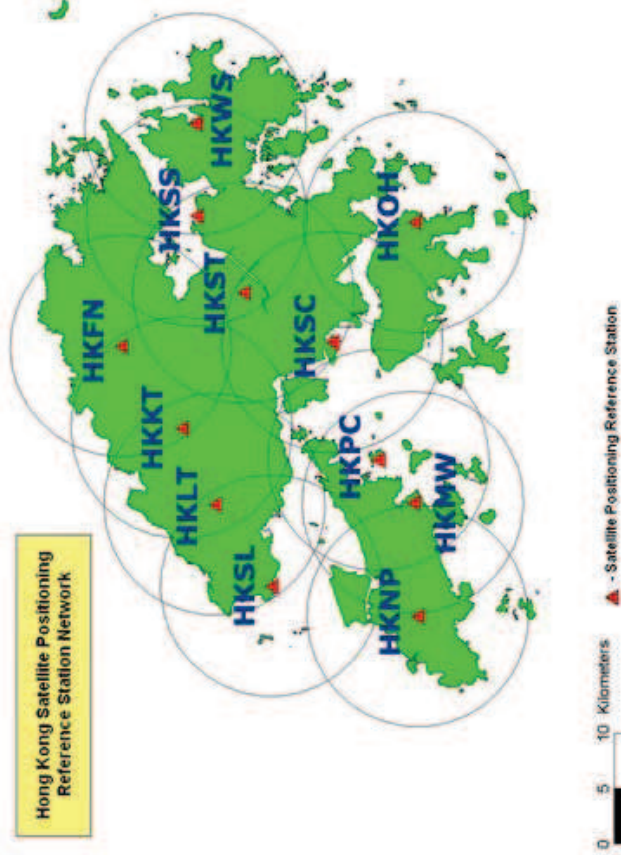 Hong Kong Satellite Positioning
Reference Station Network
HKFN
HKKT
HKLT
HKSL
HKSS
HKWS
HKST
HKSC
HKPC
HKOH
HKNP
HKMW
0 5 10 Kilometers
- Satellite Positioning Reference Station